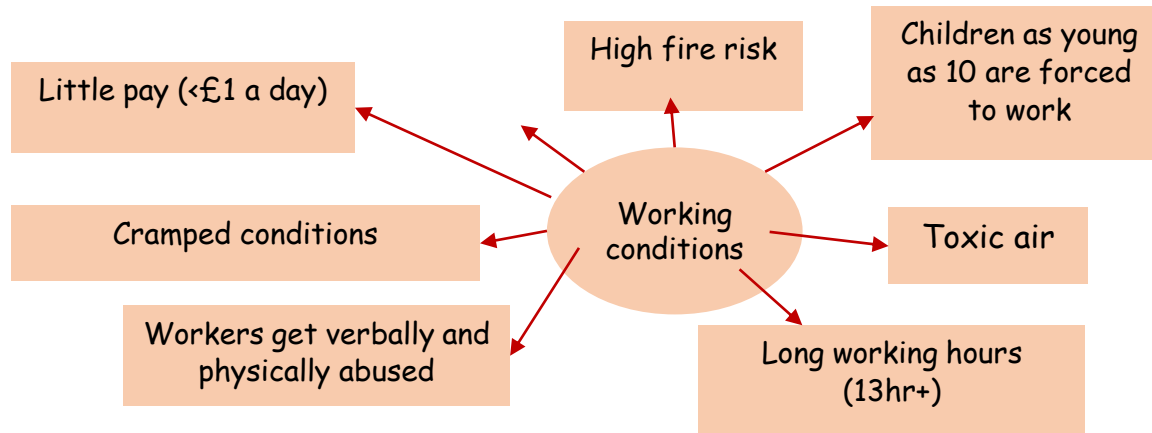 High fire risk
Children as young
as 10 are forced
to work
Little pay (<£1 a day)
Working
conditions
Cramped conditions
Toxic air
Workers get verbally and
physically abused
Long working hours
(13hr+)